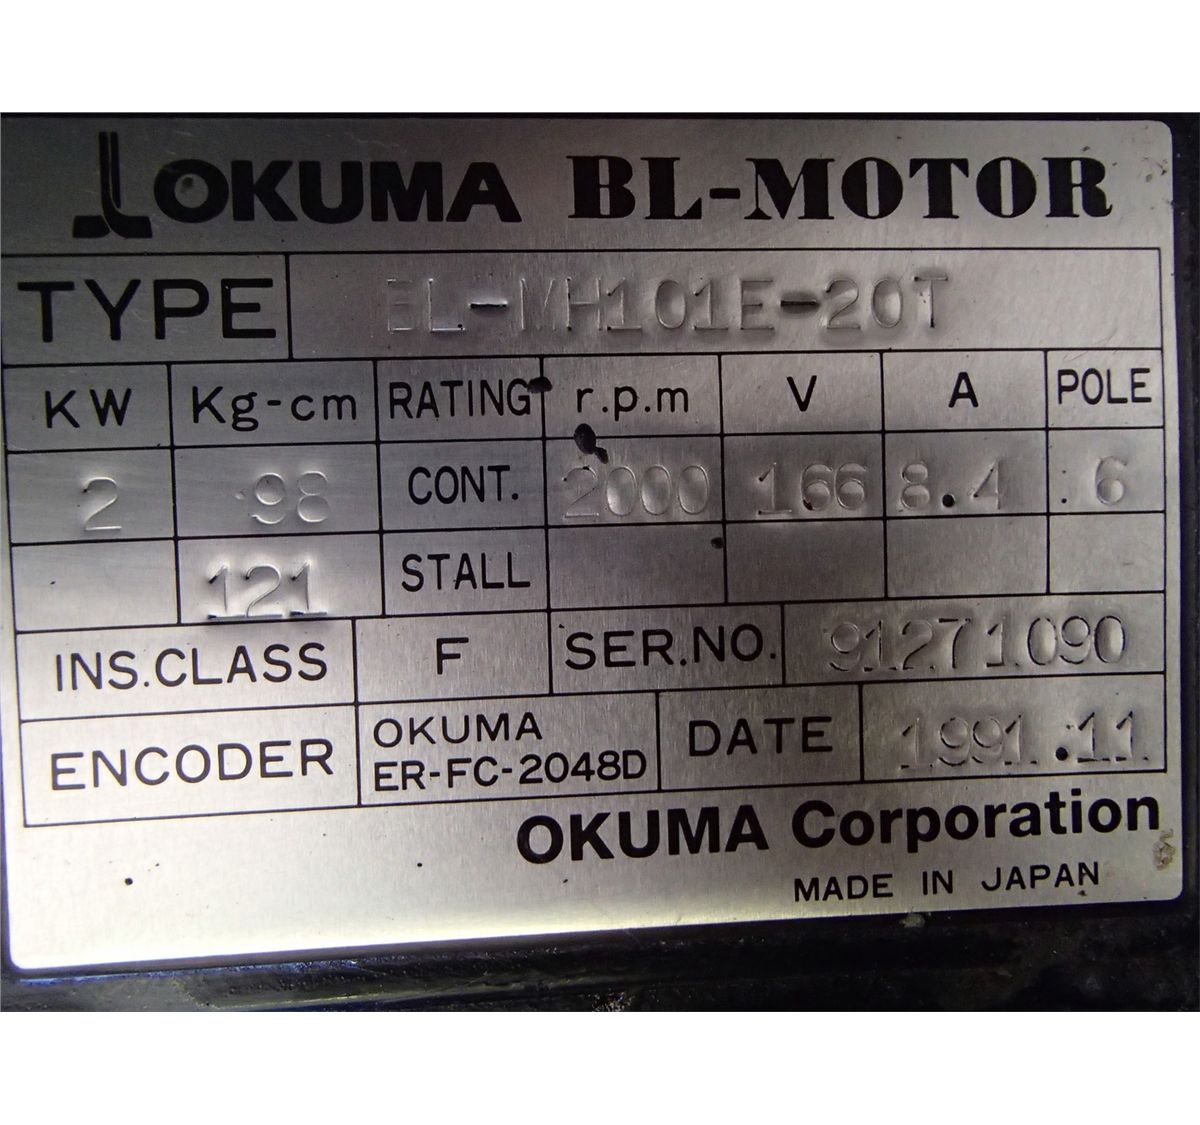 OKUMA BL-MOTOR
TYPE BL-MH101E-20T
KW Kg-cm RATING r.p.m V A POLE
2 98 CONT. 2000 166 8.4 6
121 STALL
INS.CLASS F SER.NO. 91271090
ENCODER OKUMA ER-FC-2048D DATE 1991.11
OKUMA Corporation
MADE IN JAPAN